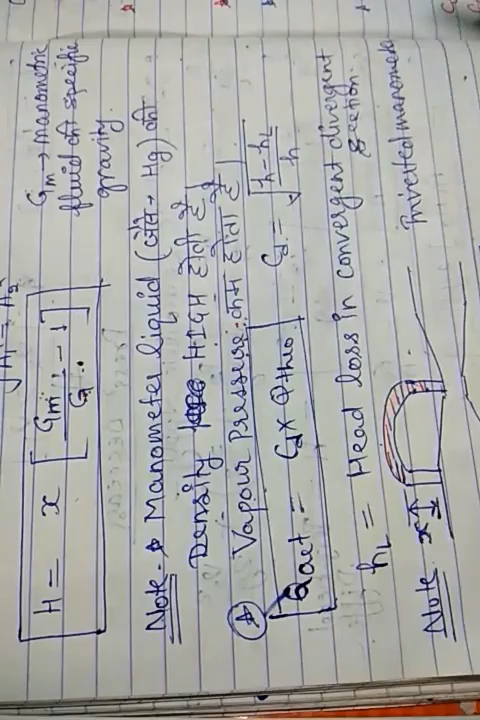 H = x [Gm/G - 1]
Gm → manometric
fluid की specific
gravity
Note - Manometer liquid (जैसे → Hg) की
Density HIGH होती है |
Vapour Pressure कम होता है |
Qact = Cd x Qtheo
Cd = √(h-hL/h)
hL = Head loss in convergent divergent
section.
Note x
Inverted manometer